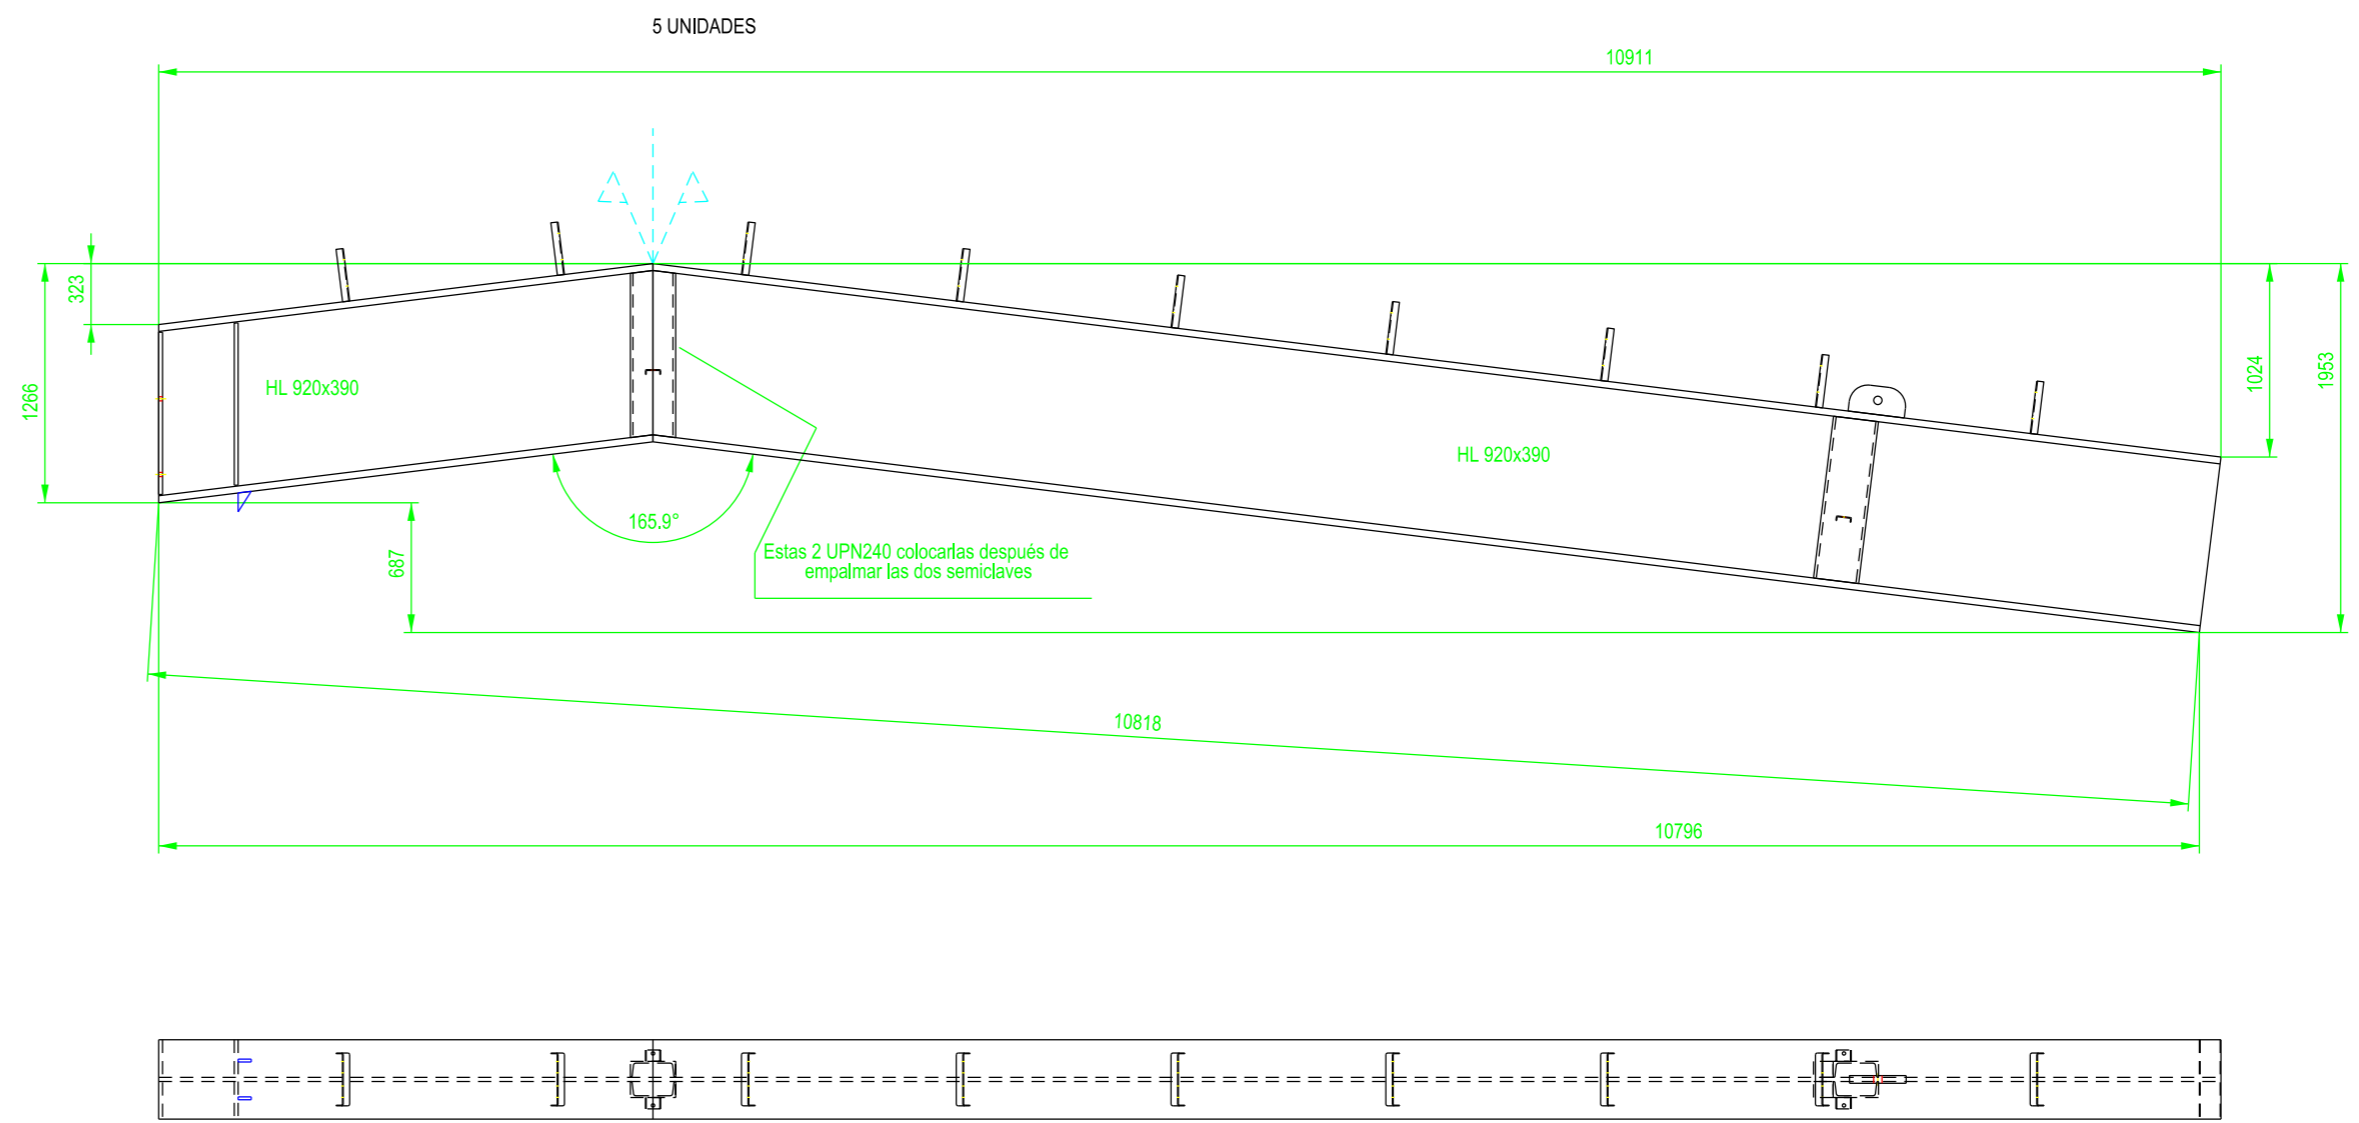 5 UNIDADES
10911
323
1266
HL 920x390
1024
1953
HL 920x390
165.9°
687
Estas 2 UPN240 colocarlas después de
empalmar las dos semiclaves
10818
10796